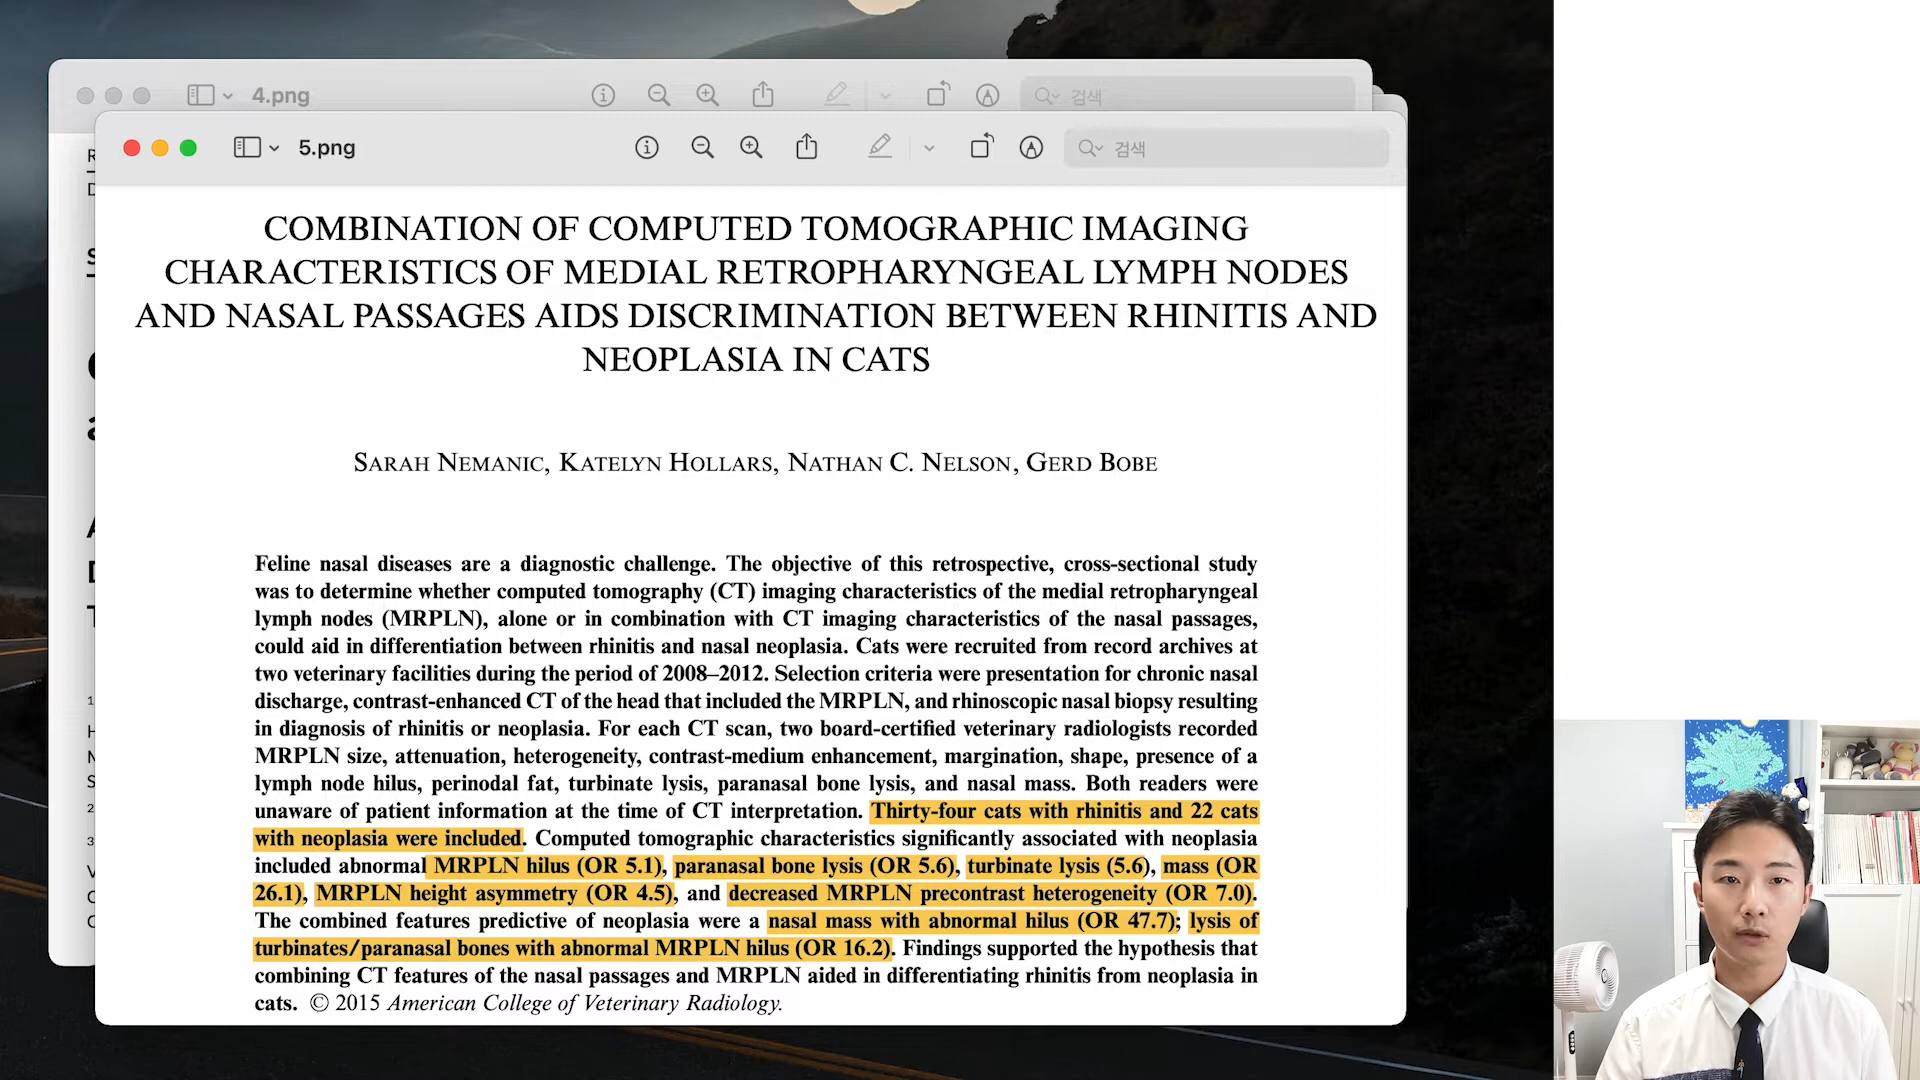 4.png
검색
5.png
검색
COMBINATION OF COMPUTED TOMOGRAPHIC IMAGING
CHARACTERISTICS OF MEDIAL RETROPHARYNGEAL LYMPH NODES
AND NASAL PASSAGES AIDS DISCRIMINATION BETWEEN RHINITIS AND
NEOPLASIA IN CATS
SARAH NEMANIC, KATELYN HOLLARS, NATHAN C. NELSON, GERD BOBE
Feline nasal diseases are a diagnostic challenge. The objective of this retrospective, cross-sectional study
was to determine whether computed tomography (CT) imaging characteristics of the medial retropharyngeal
lymph nodes (MRPLN), alone or in combination with CT imaging characteristics of the nasal passages,
could aid in differentiation between rhinitis and nasal neoplasia. Cats were recruited from record archives at
two veterinary facilities during the period of 2008–2012. Selection criteria were presentation for chronic nasal
discharge, contrast-enhanced CT of the head that included the MRPLN, and rhinoscopic nasal biopsy resulting
in diagnosis of rhinitis or neoplasia. For each CT scan, two board-certified veterinary radiologists recorded
MRPLN size, attenuation, heterogeneity, contrast-medium enhancement, margination, shape, presence of a
lymph node hilus, perinodal fat, turbinate lysis, paranasal bone lysis, and nasal mass. Both readers were
unaware of patient information at the time of CT interpretation. Thirty-four cats with rhinitis and 22 cats
with neoplasia were included. Computed tomographic characteristics significantly associated with neoplasia
included abnormal MRPLN hilus (OR 5.1), paranasal bone lysis (OR 5.6), turbinate lysis (5.6), mass (OR
26.1), MRPLN height asymmetry (OR 4.5), and decreased MRPLN precontrast heterogeneity (OR 7.0).
The combined features predictive of neoplasia were a nasal mass with abnormal hilus (OR 47.7); lysis of
turbinates/paranasal bones with abnormal MRPLN hilus (OR 16.2). Findings supported the hypothesis that
combining CT features of the nasal passages and MRPLN aided in differentiating rhinitis from neoplasia in
cats. © 2015 American College of Veterinary Radiology.